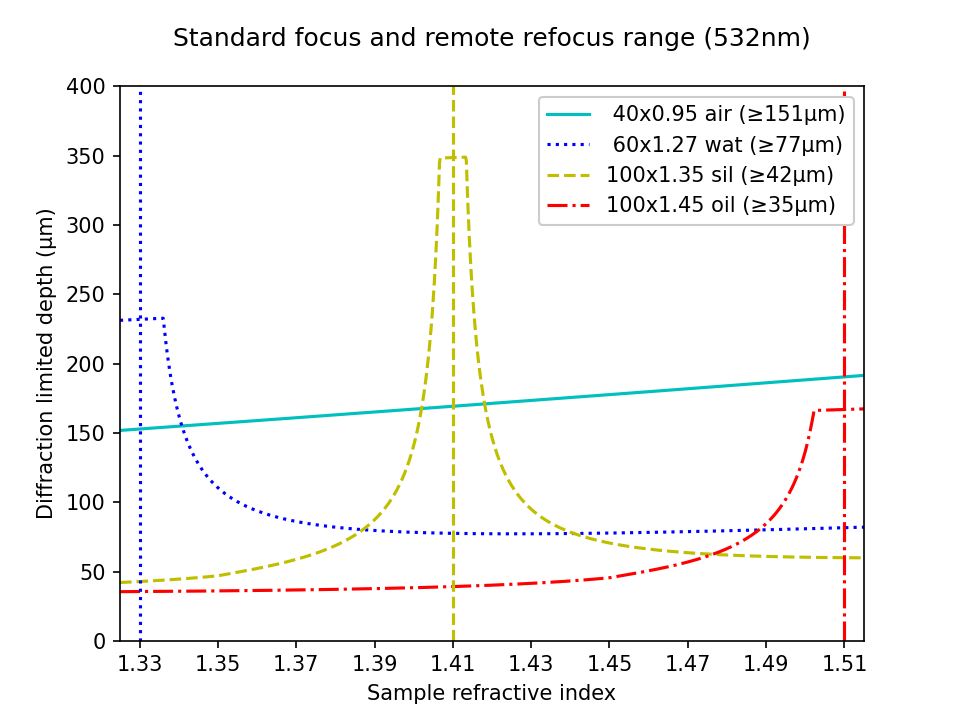 Standard focus and remote refocus range (532nm)
400
350
300
250
200
150
100
50
0
Diffraction limited depth (μm)
40x0.95 air (≥151μm)
60x1.27 wat (≥77μm)
100x1.35 sil (≥42μm)
100x1.45 oil (≥35μm)
1.33 1.35 1.37 1.39 1.41 1.43 1.45 1.47 1.49 1.51
Sample refractive index